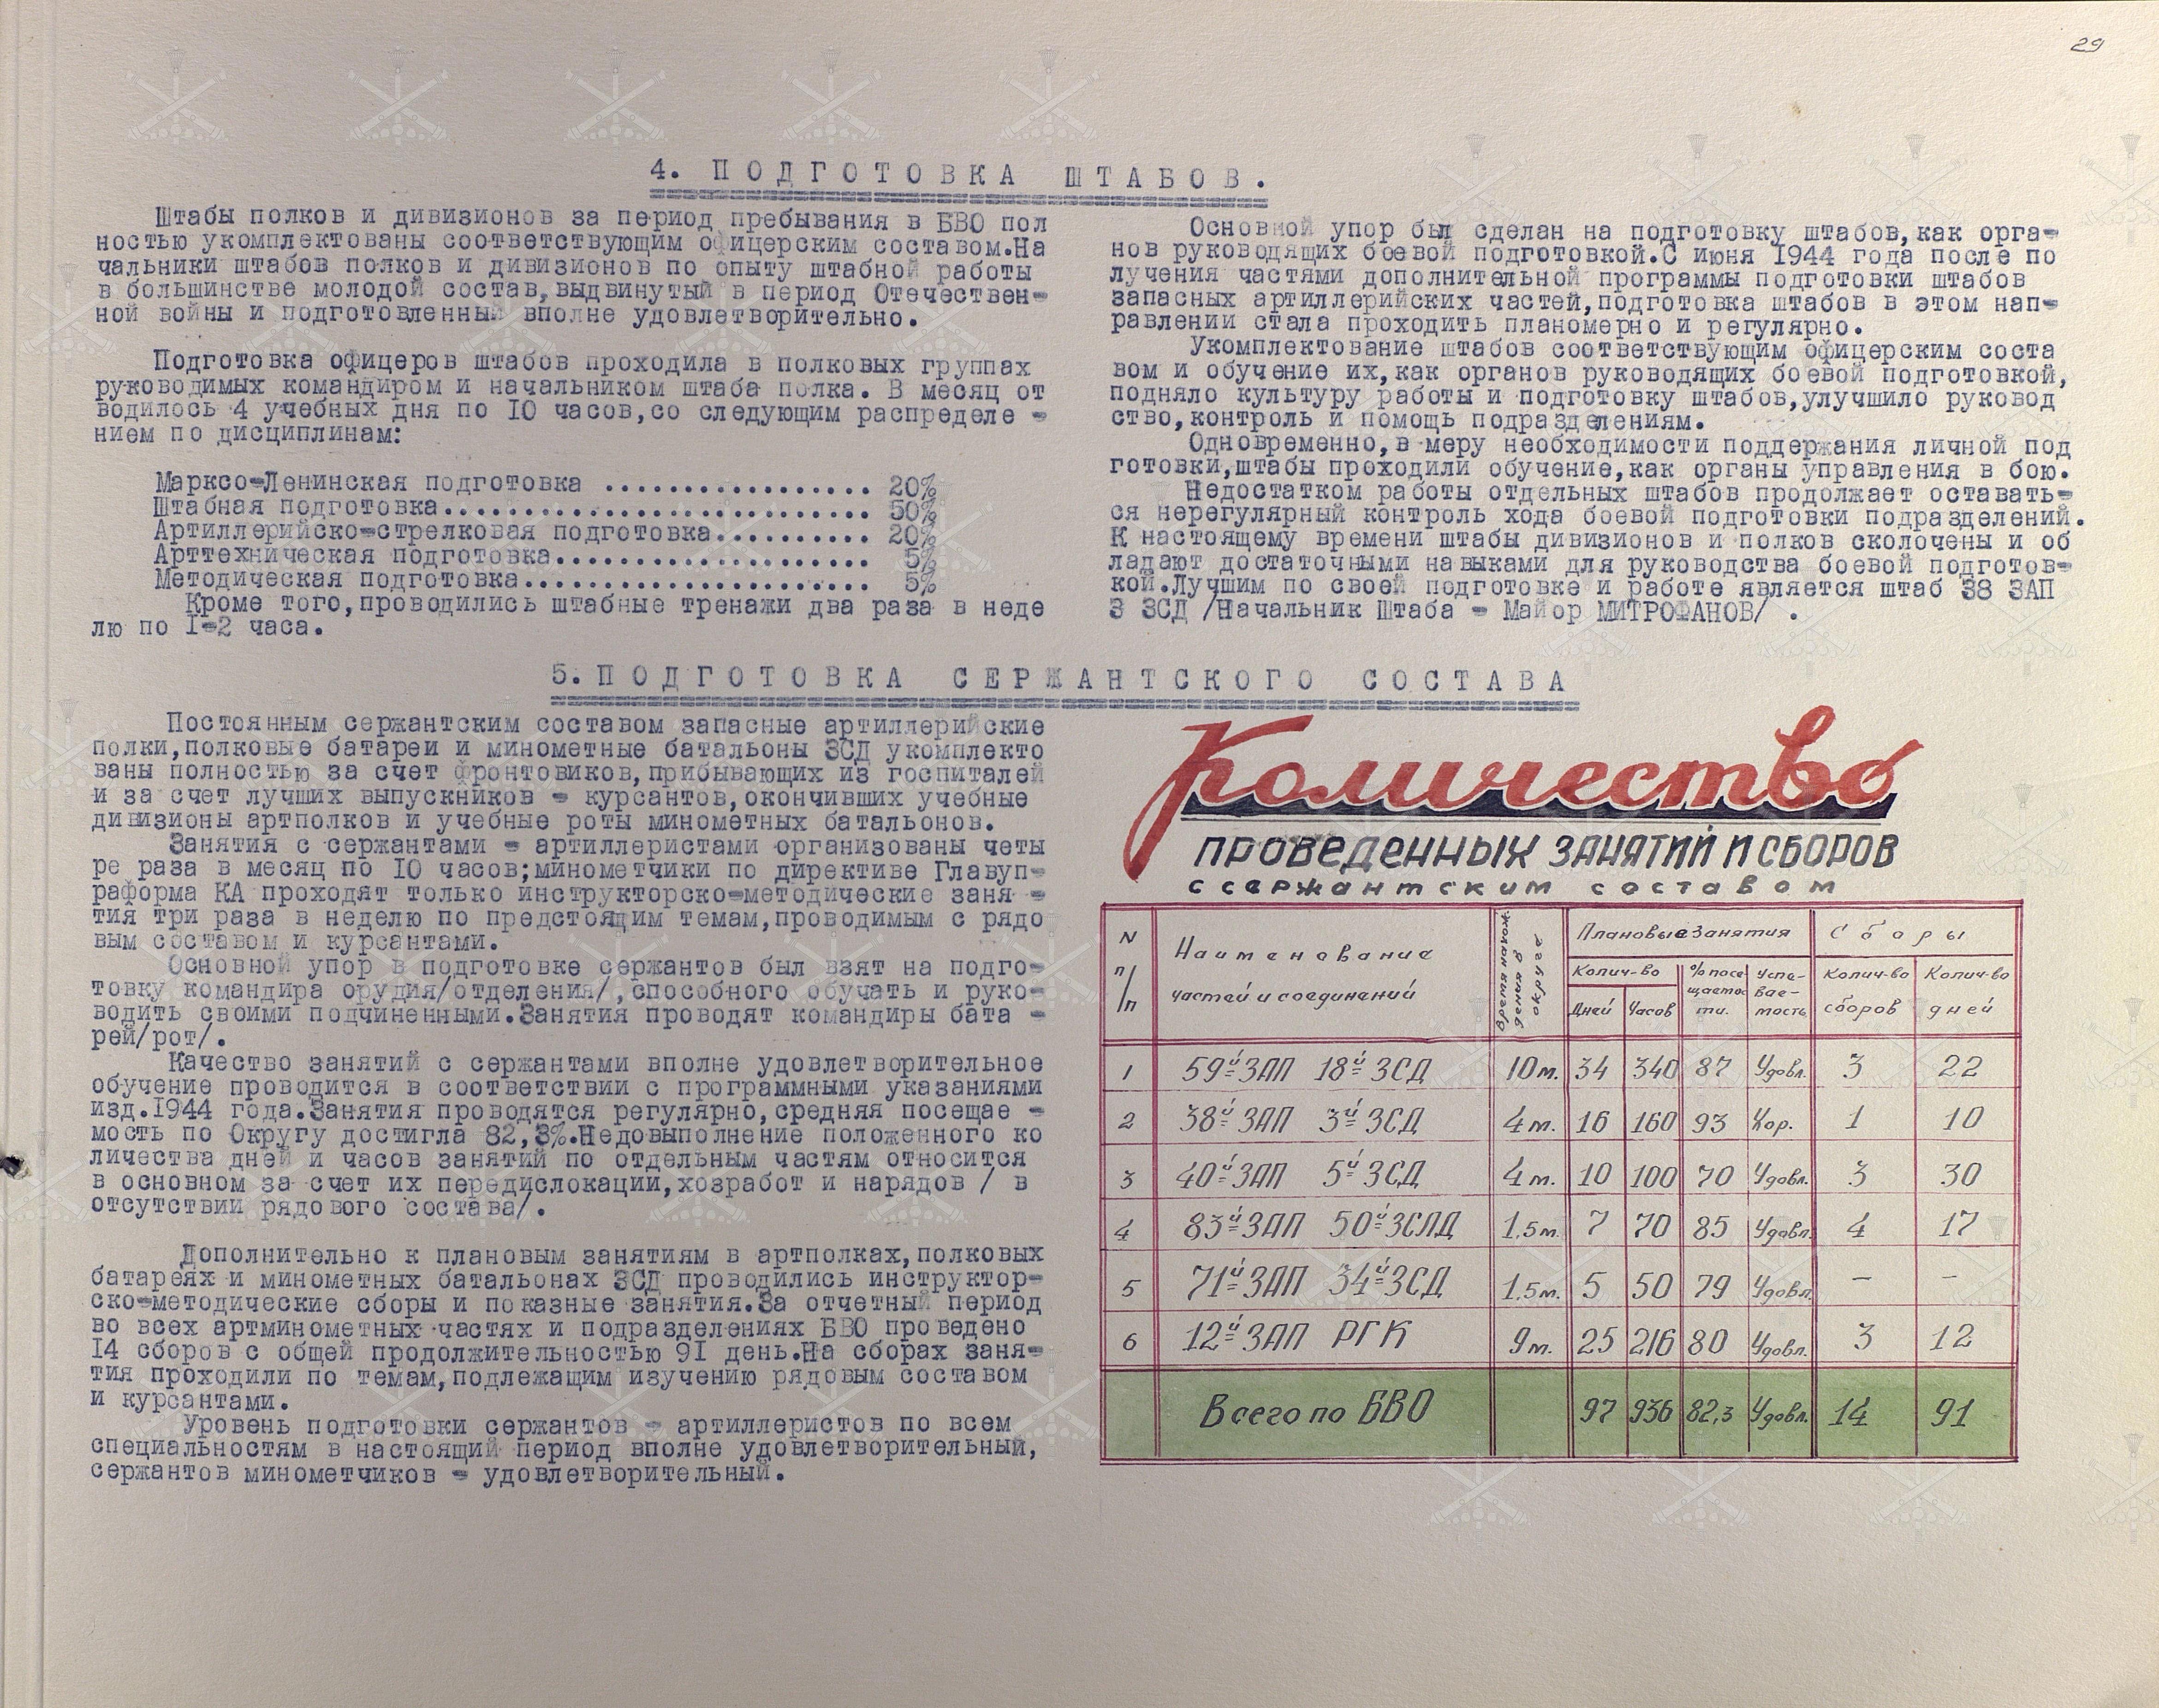 29
4. ПОДГОТОВКА ШТАБОВ.
Штабы полков и дивизионов за период пребывания в БВО пол
ностью укомплектованы соответствующим офицерским составом.На
чальники штабов полков и дивизионов по опыту штабной работы
в большинстве молодой состав,выдвинутый в период Отечествен-
ной войны и подготовленный вполне удовлетворительно.
Подготовка офицеров штабов проходила в полковых группах
руководимых командиром и начальником штаба полка. В месяц от
водилось 4 учебных дня по 10 часов,со следующим распределе -
нием по дисциплинам:
Марксо-Ленинская подготовка ................. 20%
Штабная подготовка........................... 50%
Артиллерийско-стрелковая подготовка.......... 20%
Арттехническая подготовка.................... 5%
Методическая подготовка...................... 5%
Кроме того,проводились штабные тренажи два раза в неде
лю по 1-2 часа.
Основной упор был сделан на подготовку штабов,как орга-
нов руководящих боевой подготовкой.С июня 1944 года после по
лучения частями дополнительной программы подготовки штабов
запасных артиллерийских частей,подготовка штабов в этом нап-
равлении стала проходить планомерно и регулярно.
Укомплектование штабов соответствующим офицерским соста
вом и обучение их,как органов руководящих боевой подготовкой,
подняло культуру работы и подготовку штабов,улучшило руковод
ство,контроль и помощь подразделениям.
Одновременно,в меру необходимости поддержания личной под
готовки,штабы проходили обучение,как органы управления в бою.
Недостатком работы отдельных штабов продолжает оставать-
ся нерегулярный контроль хода боевой подготовки подразделений.
К настоящему времени штабы дивизионов и полков сколочены и об
ладают достаточными навыками для руководства боевой подготов-
кой.Лучшим по своей подготовке и работе является штаб 38 ЗАП
3 ЗСД /Начальник Штаба - Майор МИТРОФАНОВ/ .
5.ПОДГОТОВКА СЕРЖАНТСКОГО СОСТАВА
Постоянным сержантским составом запасные артиллерийские
полки,полковые батареи и минометные батальоны ЗСД укомплекто
ваны полностью за счет фронтовиков,прибывающих из госпиталей
и за счет лучших выпускников - курсантов,окончивших учебные
дивизионы артполков и учебные роты минометных батальонов.
Занятия с сержантами - артиллеристами организованы четы
ре раза в месяц по 10 часов;минометчики по директиве Главуп-
раформа КА проходят только инструкторско-методические заня -
тия три раза в неделю по предстоящим темам,проводимым с рядо
вым составом и курсантами.
Основной упор в подготовке сержантов был взят на подго-
товку командира орудия/отделения/,способного обучать и руко-
водить своими подчиненными.Занятия проводят командиры бата -
рей/рот/.
Качество занятий с сержантами вполне удовлетворительное
обучение проводится в соответствии с программными указаниями
изд.1944 года.Занятия проводятся регулярно,средняя посещае -
мость по Округу достигла 82,3%.Недовыполнение положенного ко
личества дней и часов занятий по отдельным частям относится
в основном за счет их передислокации,хозработ и нарядов / в
отсутствии рядового состава/.
Дополнительно к плановым занятиям в артполках,полковых
батареях и минометных батальонах ЗСД проводились инструктор-
ско-методические сборы и показные занятия.За отчетный период
во всех артминометных частях и подразделениях БВО проведено
14 сборов с общей продолжительностью 91 день.На сборах заня-
тия проходили по темам,подлежащим изучению рядовым составом
и курсантами.
Уровень подготовки сержантов - артиллеристов по всем
специальностям в настоящий период вполне удовлетворительный,
сержантов минометчиков - удовлетворительный.
Количество
проведенных занятий и сборов
с сержантским составом
N п/п Наименование частей и соединений Время нахождения в округе Плановые занятия Сборы
Колич-во %посещаемости. Успеваемость Колич-во сборов Колич-во дней
Дней Часов
1 59й ЗАП 18й ЗСД 10м. 34 340 87 Удовл. 3 22
2 38й ЗАП 3й ЗСД 4м. 16 160 93 Хор. 1 10
3 40й ЗАП 5й ЗСД 4м. 10 100 70 Удовл. 3 30
4 83й ЗАП 50й ЗСЛД 1,5м. 7 70 85 Удовл. 4 17
5 71й ЗАП 34й ЗСД 1,5м. 5 50 79 Удовл. — —
6 12й ЗАП РГК 9м. 25 216 80 Удовл. 3 12
Всего по БВО 97 936 82,3 Удовл. 14 91